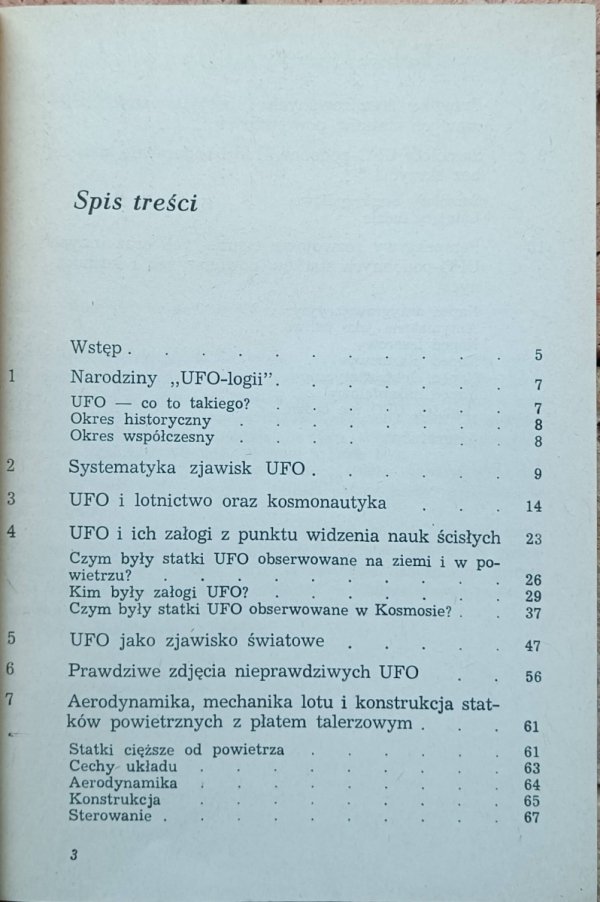 Spis treści
Wstęp . . . . . . . . . . . 5
1 Narodziny „UFO-logii” . . . . . . 7
UFO — co to takiego? . . . . . . 7
Okres historyczny . . . . . . . 8
Okres współczesny . . . . . . 8
2 Systematyka zjawisk UFO . . . . . 9
3 UFO i lotnictwo oraz kosmonautyka . . . 14
4 UFO i ich załogi z punktu widzenia nauk ścisłych 23
Czym były statki UFO obserwowane na ziemi i w po-
wietrzu? . . . . . . . . . . 26
Kim były załogi UFO? . . . . . . . 29
Czym były statki UFO obserwowane w Kosmosie? . . 37
5 UFO jako zjawisko światowe . . . . . 47
6 Prawdziwe zdjęcia nieprawdziwych UFO . . 56
7 Aerodynamika, mechanika lotu i konstrukcja stat-
ków powietrznych z płatem talerzowym . . . 61
Statki cięższe od powietrza . . . . . 61
Cechy układu . . . . . . . . 63
Aerodynamika . . . . . . . . 64
Konstrukcja . . . . . . . . 65
Sterowanie . . . . . . . . . 67
3